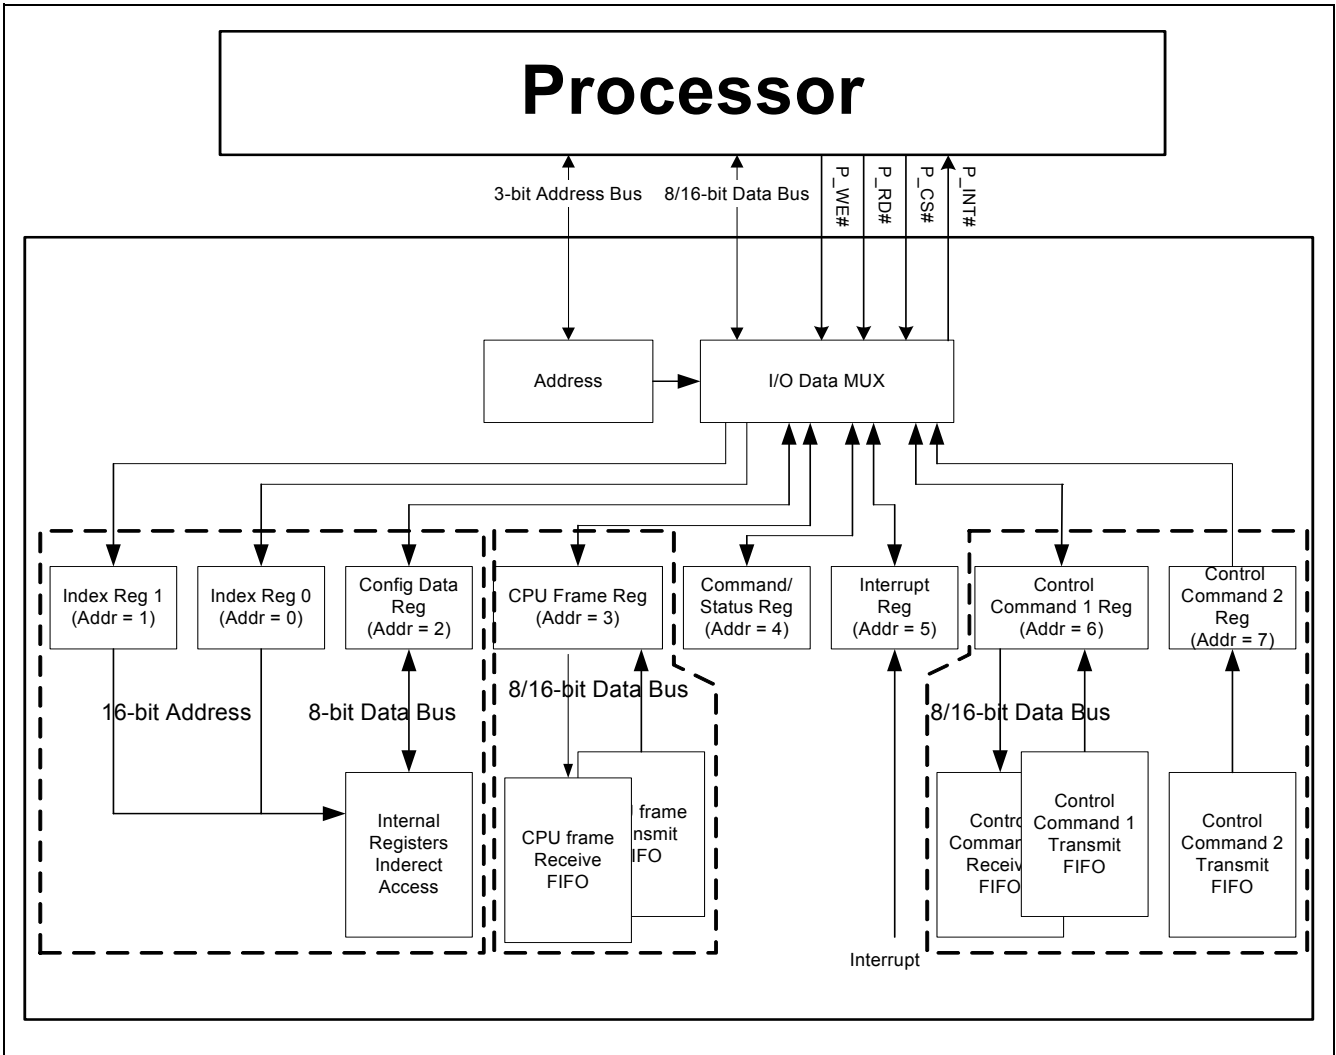 Processor
3-bit Address Bus
8/16-bit Data Bus
P_WE#
P_RD#
P_CS#
P_INT#
Address
I/O Data MUX
Index Reg 1
(Addr = 1)
Index Reg 0
(Addr = 0)
Config Data
Reg
(Addr = 2)
CPU Frame Reg
(Addr = 3)
Command/
Status Reg
(Addr = 4)
Interrupt
Reg
(Addr = 5)
Control
Command 1 Reg
(Addr = 6)
Control
Command 2
Reg
(Addr = 7)
16-bit Address
8-bit Data Bus
8/16-bit Data Bus
8/16-bit Data Bus
Internal
Registers
Inderect
Access
CPU frame
Receive
FIFO
frame
Control
Command 1
Transmit
FIFO
FIFO
Control
Command 2
Transmit
FIFO
Interrupt